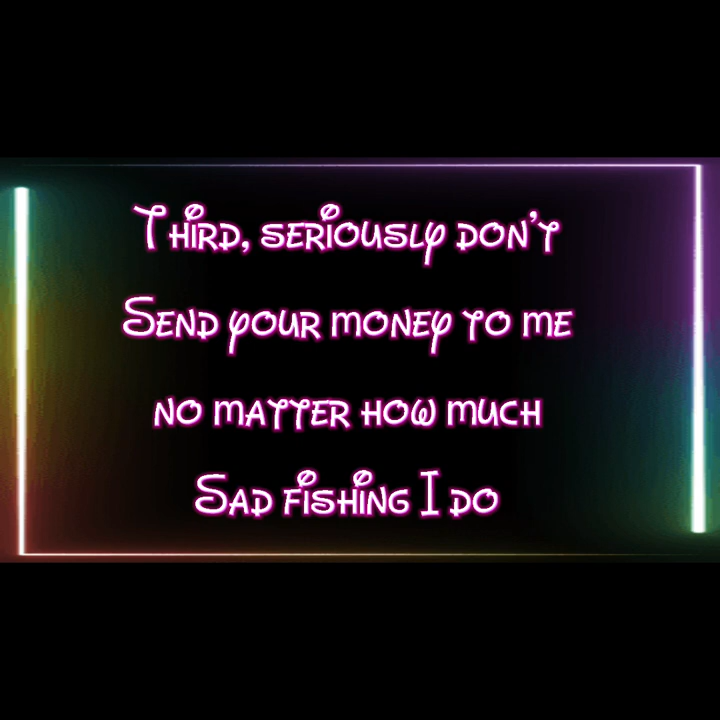 Third, seriously don't
Send your money to me
no matter how much
Sad fishing I do